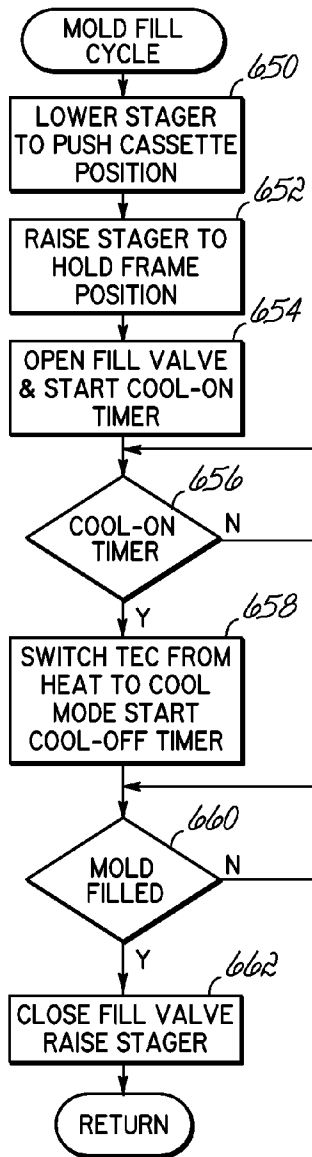 MOLD FILL
CYCLE
650
LOWER STAGER
TO PUSH CASSETTE
POSITION
652
RAISE STAGER TO
HOLD FRAME
POSITION
654
OPEN FILL VALVE
& START COOL-ON
TIMER
656
COOL-ON
TIMER
N
Y
658
SWITCH TEC FROM
HEAT TO COOL
MODE START
COOL-OFF TIMER
660
MOLD
FILLED
N
Y
662
CLOSE FILL VALVE
RAISE STAGER
RETURN